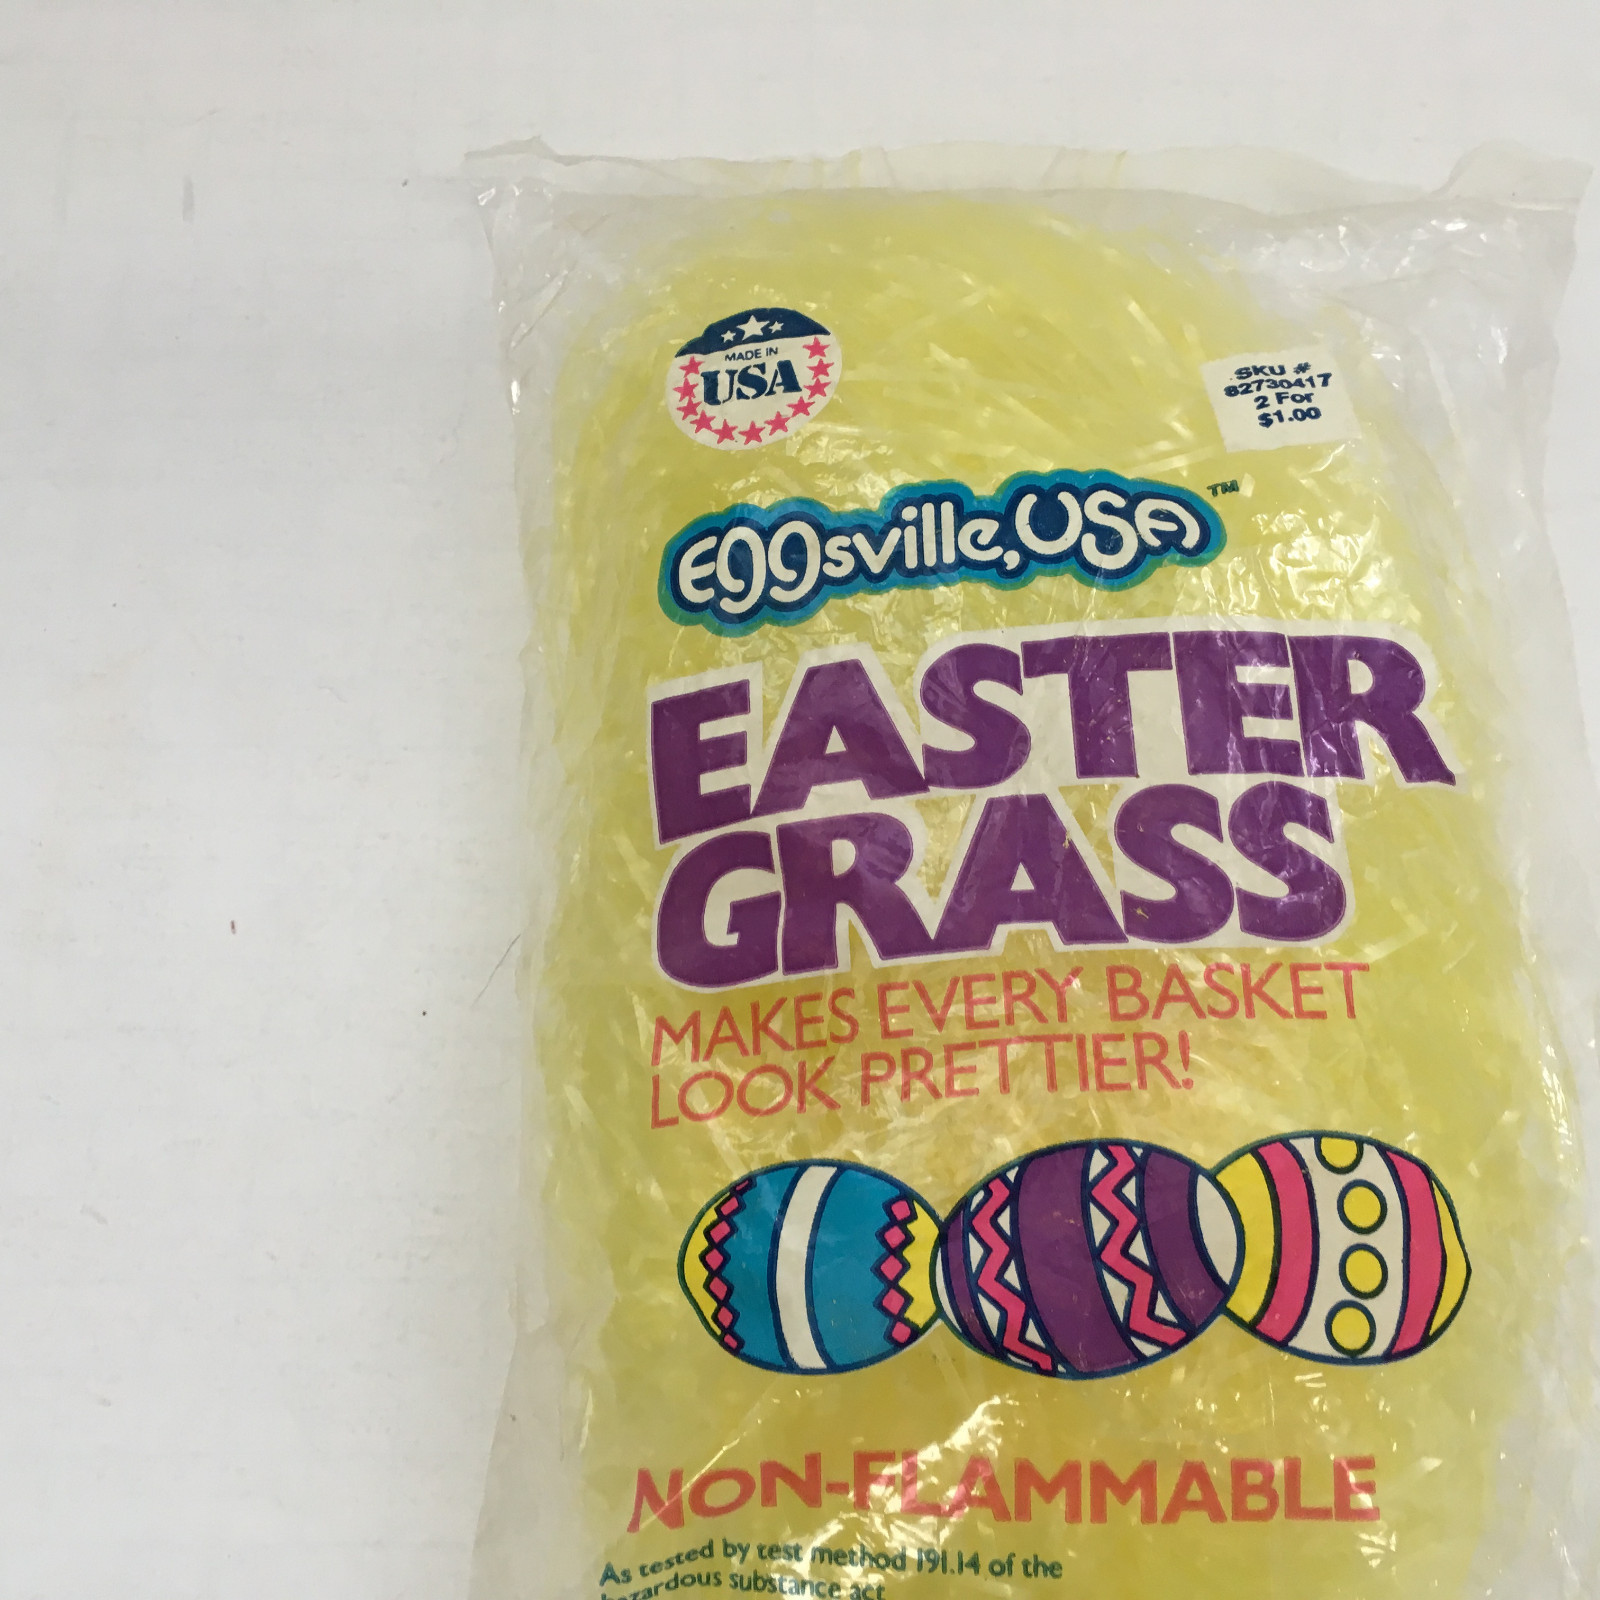 MADE IN
USA
SKU #
82730417
2 For
$1.00
Eggsville, USA™
EASTER
GRASS
MAKES EVERY BASKET
LOOK PRETTIER!
NON-FLAMMABLE
As tested by test method 191.14 of the
hazardous substance act